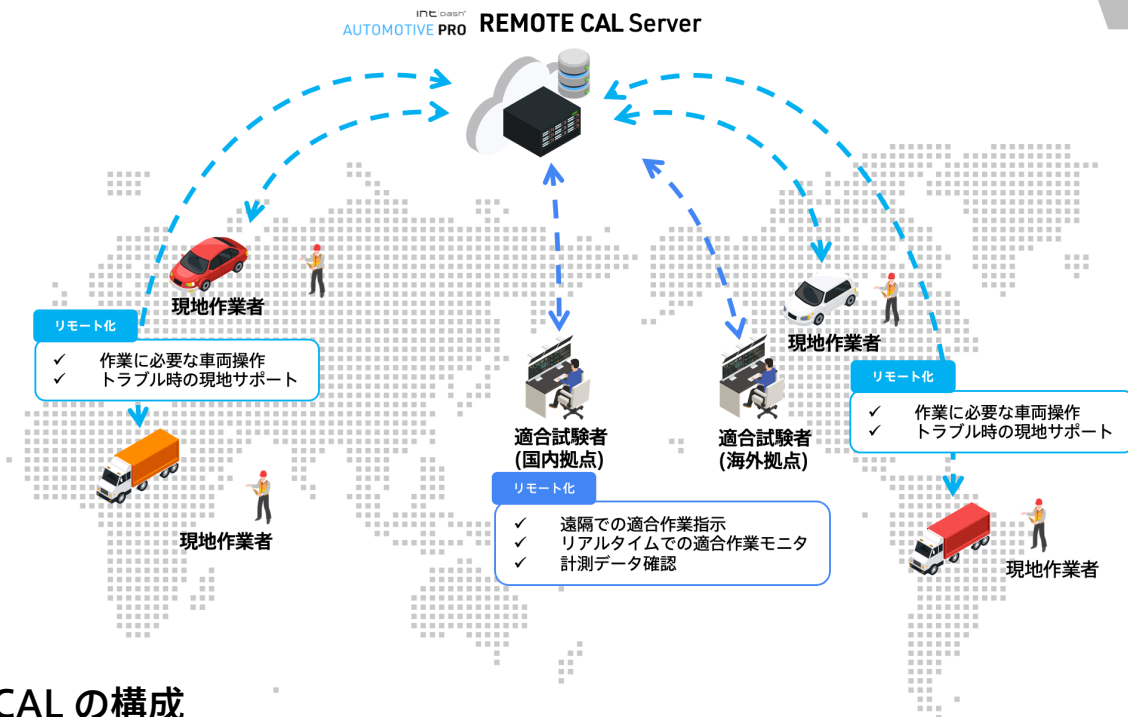 intdash
AUTOMOTIVE PRO REMOTE CAL Server
現地作業者
リモート化
✓ 作業に必要な車両操作
✓ トラブル時の現地サポート
現地作業者
適合試験者
(国内拠点)
適合試験者
(海外拠点)
リモート化
✓ 遠隔での適合作業指示
✓ リアルタイムでの適合作業モニタ
✓ 計測データ確認
現地作業者
リモート化
✓ 作業に必要な車両操作
✓ トラブル時の現地サポート
現地作業者
CAL の構成